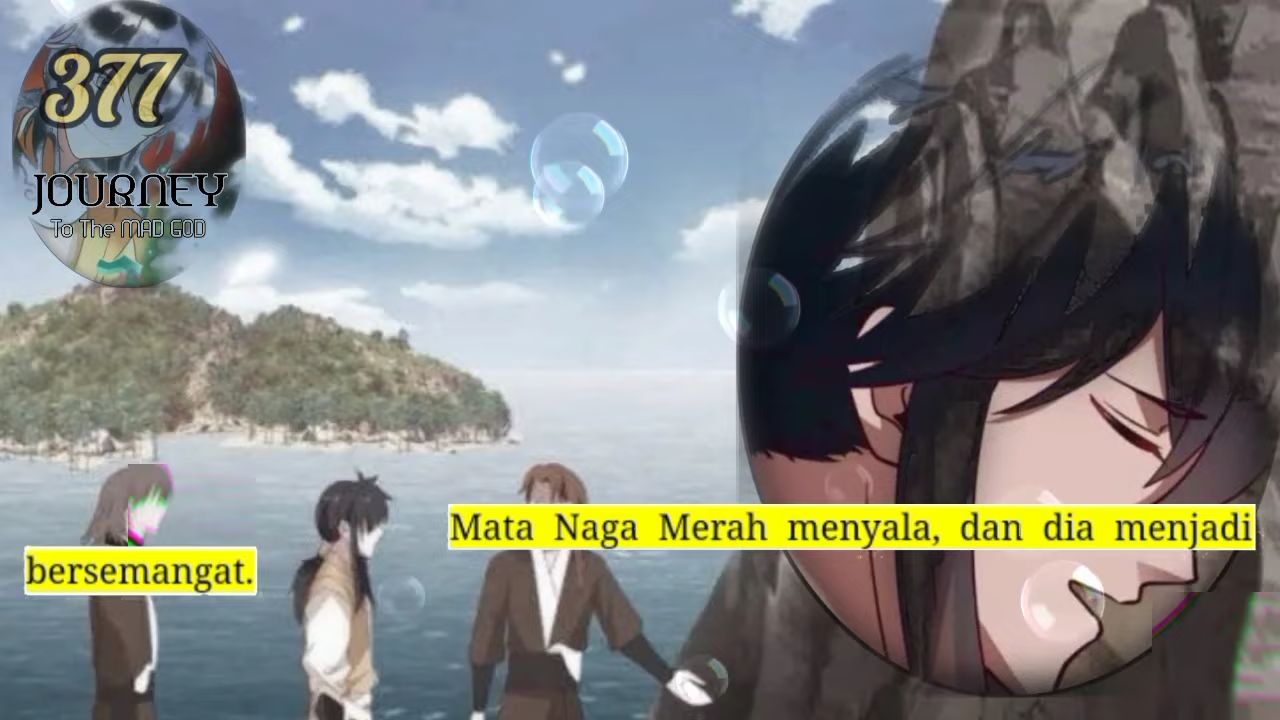 377
JOURNEY
To The MAD GOD
Mata Naga Merah menyala, dan dia menjadi
bersemangat.